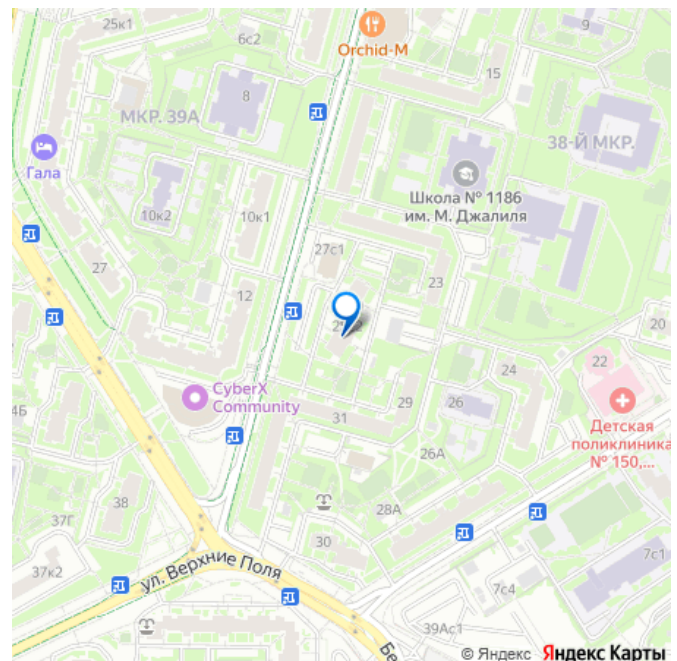 25к1
6с2
Orchid-M
9
15
8
МКР. 39А
38-Й МКР.
Гала
Школа № 1186
им. М. Джалиля
10к2
10к1
27с1
27
23
12
20
22
24
CyberX
Community
29
26
4Б
31
Детская
поликлиника
№ 150,...
26А
38
28А
37Г
30
ул. Верхние Поля
7с1
37к2
7с4
39Ас1
Бе
© Яндекс Яндекс Карты